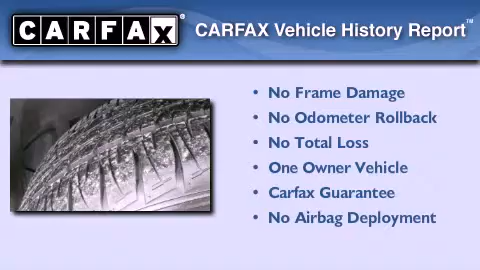 CARFAX® CARFAX Vehicle History Report™
• No Frame Damage
• No Odometer Rollback
• No Total Loss
• One Owner Vehicle
• Carfax Guarantee
• No Airbag Deployment